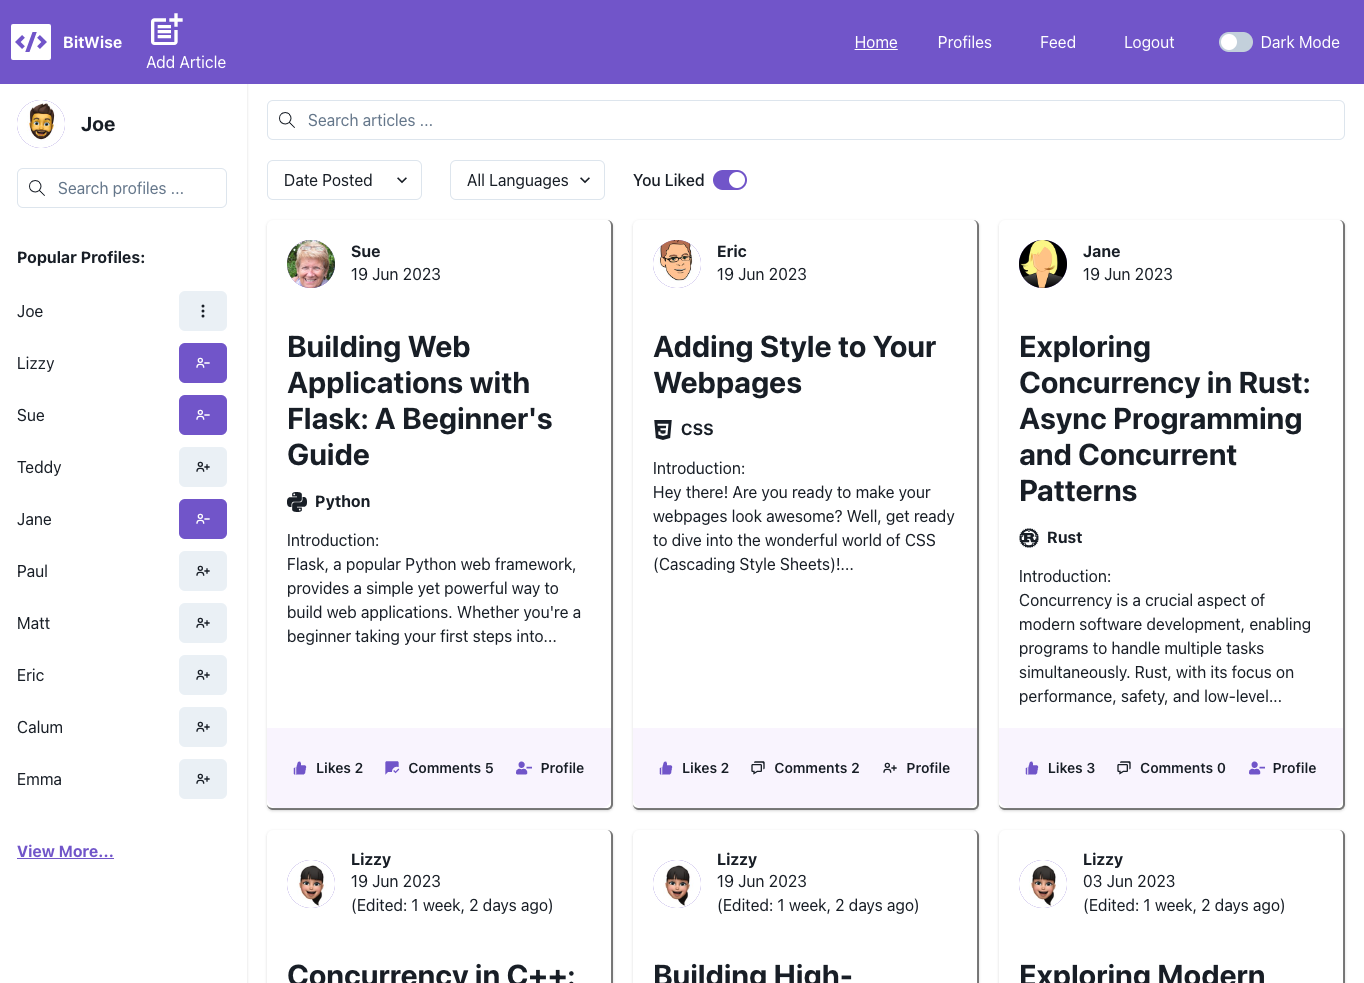 BitWise
Add Article
Home
Profiles
Feed
Logout
Dark Mode
Joe
Search profiles ...
Popular Profiles:
Joe
Lizzy
Sue
Teddy
Jane
Paul
Matt
Eric
Calum
Emma
View More...
Search articles ...
Date Posted
All Languages
You Liked
Sue
19 Jun 2023
Building Web
Applications with
Flask: A Beginner's
Guide
Python
Introduction:
Flask, a popular Python web framework,
provides a simple yet powerful way to
build web applications. Whether you're a
beginner taking your first steps into...
Likes 2
Comments 5
Profile
Eric
19 Jun 2023
Adding Style to Your
Webpages
CSS
Introduction:
Hey there! Are you ready to make your
webpages look awesome? Well, get ready
to dive into the wonderful world of CSS
(Cascading Style Sheets)!...
Likes 2
Comments 2
Profile
Jane
19 Jun 2023
Exploring
Concurrency in Rust:
Async Programming
and Concurrent
Patterns
Rust
Introduction:
Concurrency is a crucial aspect of
modern software development, enabling
programs to handle multiple tasks
simultaneously. Rust, with its focus on
performance, safety, and low-level...
Likes 3
Comments 0
Profile
Lizzy
19 Jun 2023
(Edited: 1 week, 2 days ago)
Concurrency in C++:
Lizzy
19 Jun 2023
(Edited: 1 week, 2 days ago)
Building High-
Lizzy
03 Jun 2023
(Edited: 1 week, 2 days ago)
Exploring Modern